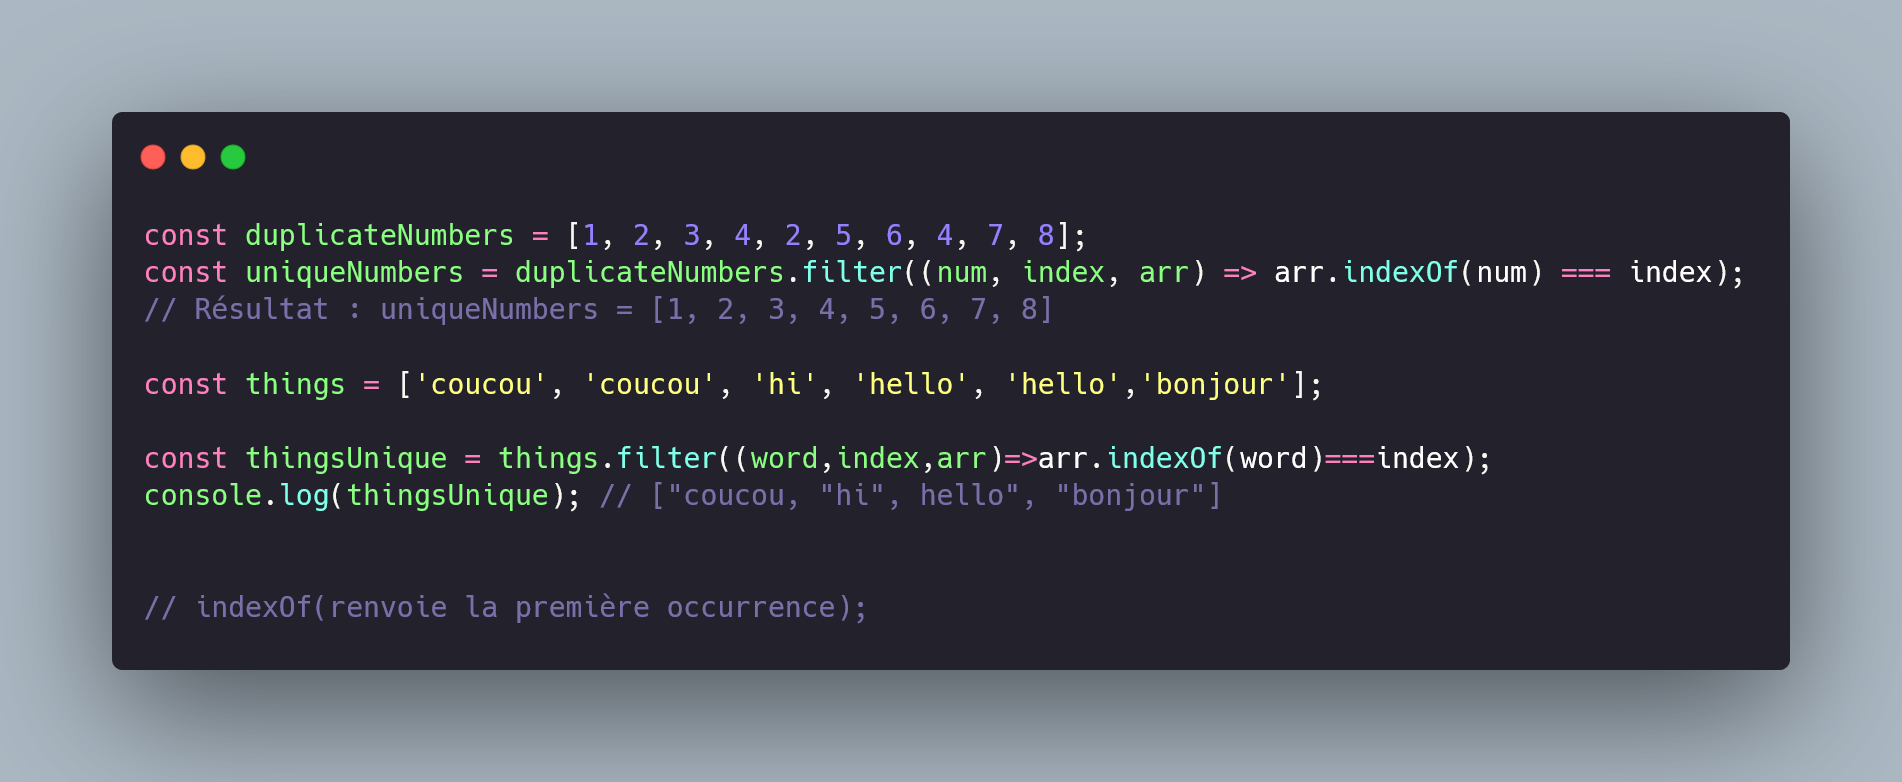 const duplicateNumbers = [1, 2, 3, 4, 2, 5, 6, 4, 7, 8];
const uniqueNumbers = duplicateNumbers.filter((num, index, arr) => arr.indexOf(num) === index);
// Résultat : uniqueNumbers = [1, 2, 3, 4, 5, 6, 7, 8]
const things = ['coucou', 'coucou', 'hi', 'hello', 'hello','bonjour'];
const thingsUnique = things.filter((word,index,arr)=>arr.indexOf(word)===index);
console.log(thingsUnique); // ["coucou, "hi", hello", "bonjour"]
// indexOf(renvoie la première occurrence);